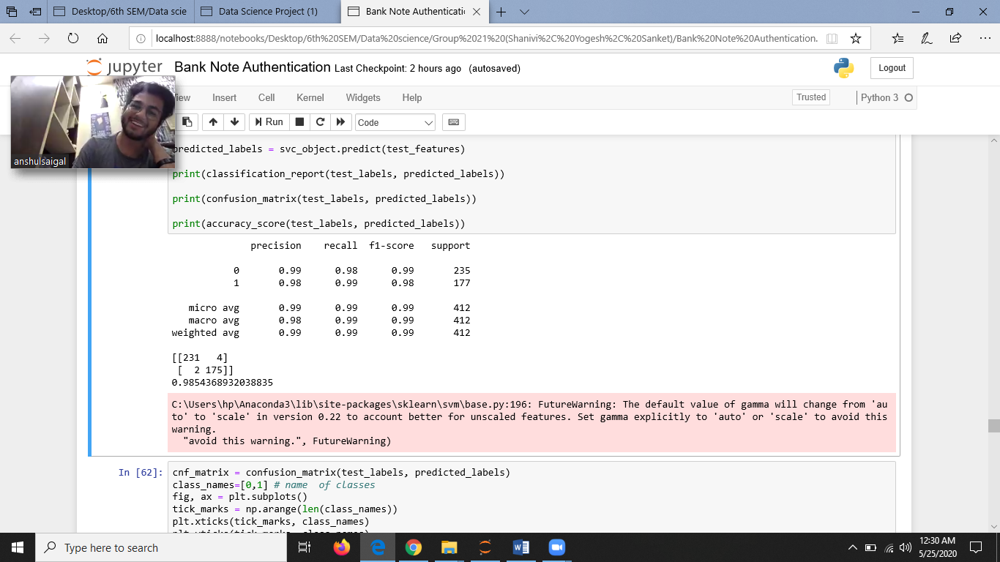 Desktop/6th SEM/Data scie
Data Science Project (1)
Bank Note Authenticati
localhost:8888/notebooks/Desktop/6th%20SEM/Data%20science/Group%2021%20(Shanivi%2C%20Yogesh%2C%20Sanket)/Bank%20Note%20Authentication.
jupyter Bank Note Authentication Last Checkpoint: 2 hours ago (autosaved)
Logout
Insert Cell Kernel Widgets Help
Trusted
Python 3
Run
Code
anshulsaigal
predicted_labels = svc_object.predict(test_features)
print(classification_report(test_labels, predicted_labels))
print(confusion_matrix(test_labels, predicted_labels))
print(accuracy_score(test_labels, predicted_labels))
precision recall f1-score support
0 0.99 0.98 0.99 235
1 0.98 0.99 0.98 177
micro avg 0.99 0.99 0.99 412
macro avg 0.98 0.99 0.99 412
weighted avg 0.99 0.99 0.99 412
[[231 4]
[ 2 175]]
0.9854368932038835
C:\Users\hp\Anaconda3\lib\site-packages\sklearn\svm\base.py:196: FutureWarning: The default value of gamma will change from 'au
to' to 'scale' in version 0.22 to account better for unscaled features. Set gamma explicitly to 'auto' or 'scale' to avoid this
warning.
"avoid this warning.", FutureWarning)
In [62]:
cnf_matrix = confusion_matrix(test_labels, predicted_labels)
class_names=[0,1] # name of classes
fig, ax = plt.subplots()
tick_marks = np.arange(len(class_names))
plt.xticks(tick_marks, class_names)
Type here to search
12:30 AM
5/25/2020